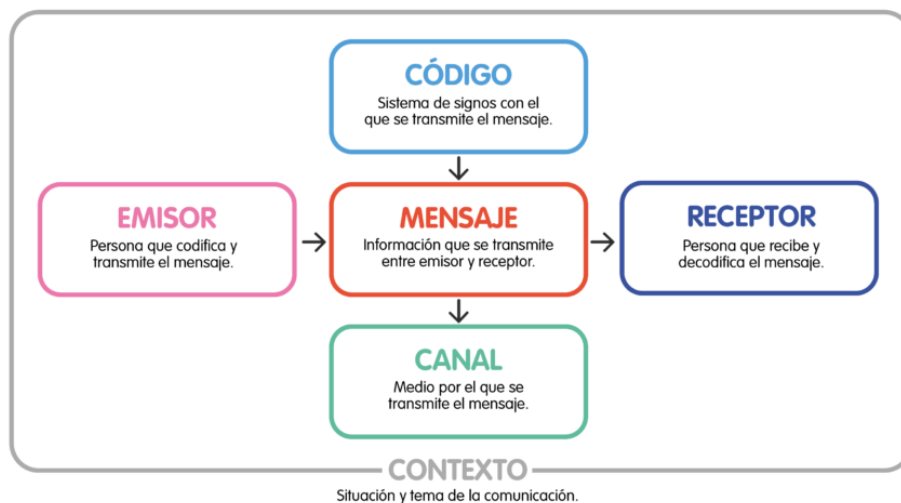 CÓDIGO
Sistema de signos con el
que se transmite el mensaje.
EMISOR
Persona que codifica y
transmite el mensaje.
MENSAJE
Información que se transmite
entre emisor y receptor.
RECEPTOR
Persona que recibe y
decodifica el mensaje.
CANAL
Medio por el que se
transmite el mensaje.
CONTEXTO
Situación y tema de la comunicación.